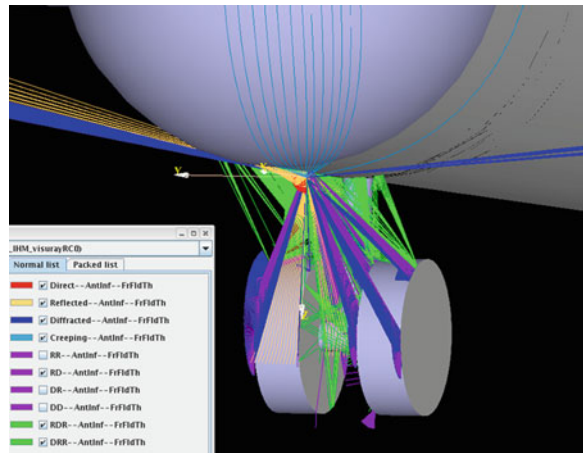 Y
_IHM_visurayRC0)
Normal list Packed list
Direct--AntInf--FrFldTh
Reflected--AntInf--FrFldTh
Diffracted--AntInf--FrFldTh
Creeping--AntInf--FrFldTh
RR--AntInf--FrFldTh
RD--AntInf--FrFldTh
DR--AntInf--FrFldTh
DD--AntInf--FrFldTh
RDR--AntInf--FrFldTh
DRR--AntInf--FrFldTh